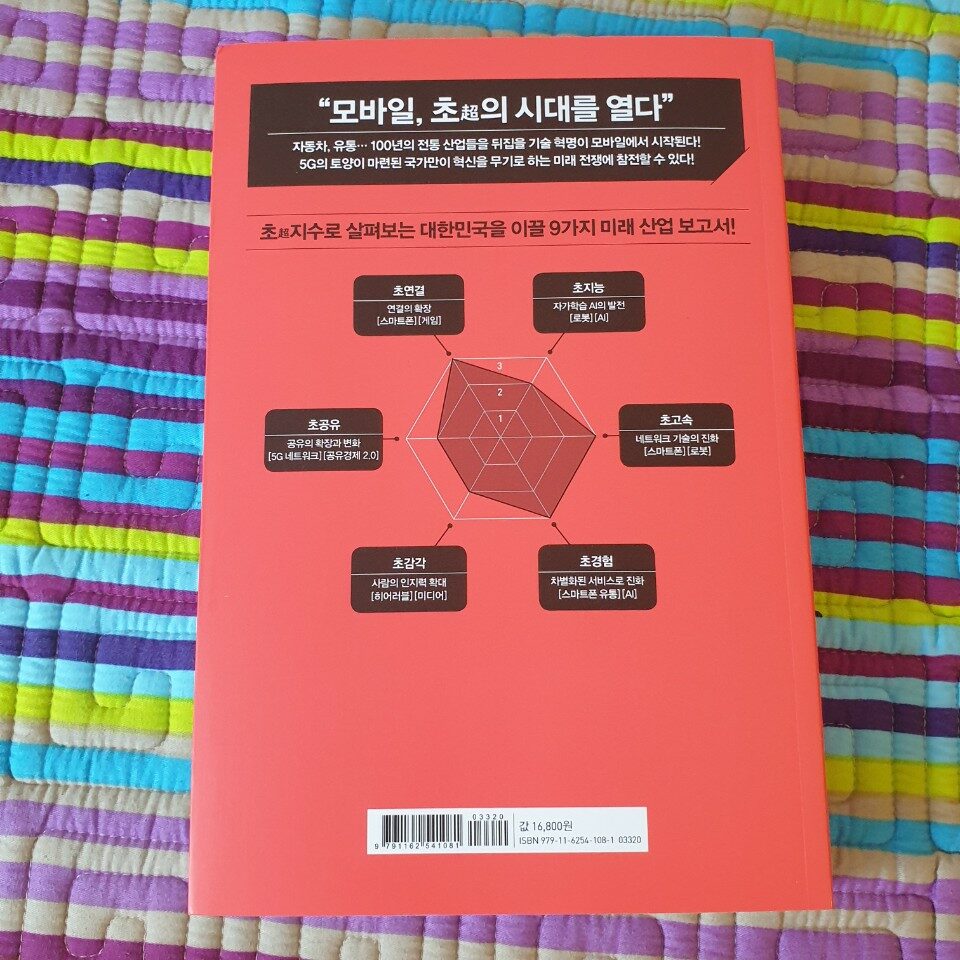 “모바일, 초超의 시대를 열다”
자동차, 유통… 100년의 전통 산업들을 뒤집을 기술 혁명이 모바일에서 시작된다!
5G의 토양이 마련된 국가만이 혁신을 무기로 하는 미래 전쟁에 참전할 수 있다!
초超지수로 살펴보는 대한민국을 이끌 9가지 미래 산업 보고서!
초연결
연결의 확장
[스마트폰] [게임]
초지능
자가학습 AI의 발전
[로봇] [AI]
3
2
1
초공유
공유의 확장과 변화
[5G 네트워크] [공유경제 2.0]
초고속
네트워크 기술의 진화
[스마트폰] [로봇]
초감각
사람의 인지력 확대
[히어러블] [미디어]
초경험
차별화된 서비스로 진화
[스마트폰 유통] [AI]
03320
9 791162 541081
값 16,800원
ISBN 979-11-6254-108-1 03320